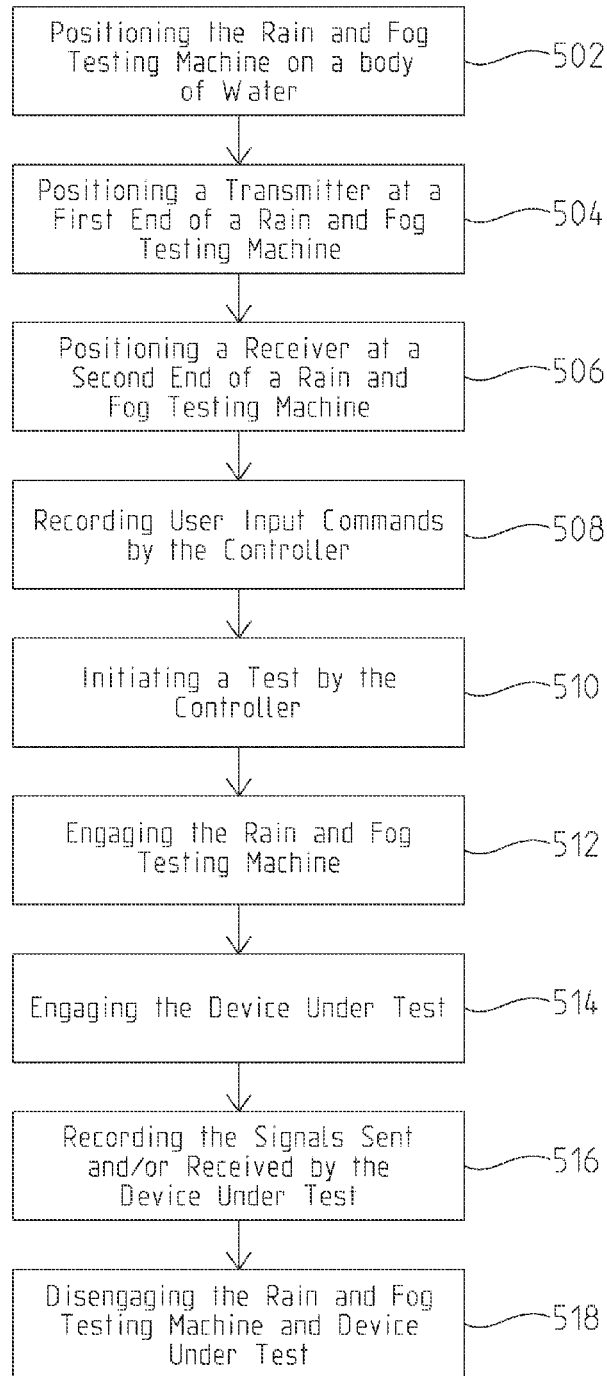 Positioning the Rain and Fog
Testing Machine on a body
of Water
502
Positioning a Transmitter at a
First End of a Rain and Fog
Testing Machine
504
Positioning a Receiver at a
Second End of a Rain and
Fog Testing Machine
506
Recording User Input Commands
by the Controller
508
Initiating a Test by the
Controller
510
Engaging the Rain and Fog
Testing Machine
512
Engaging the Device Under Test
514
Recording the Signals Sent
and/or Received by the
Device Under Test
516
Disengaging the Rain and Fog
Testing Machine and Device
Under Test
518